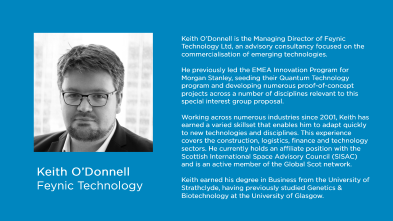 Keith O'Donnell is the Managing Director of Feynic
Technology Ltd, an advisory consultancy focused on the
commercialisation of emerging technologies.
He previously led the EMEA Innovation Program for
Morgan Stanley, seeding their Quantum Technology
program and developing numerous proof-of-concept
projects across a number of disciplines relevant to this
special interest group proposal.
Working across numerous industries since 2001, Keith has
earned a varied skillset that enables him to adapt quickly
to new technologies and disciplines. This experience
covers the construction, logistics, finance and technology
sectors. He currently holds an affiliate position with the
Scottish International Space Advisory Council (SISAC)
and is an active member of the Global Scot network.
Keith earned his degree in Business from the University of
Strathclyde, having previously studied Genetics &
Biotechnology at the University of Glasgow.
Keith O'Donnell
Feynic Technology